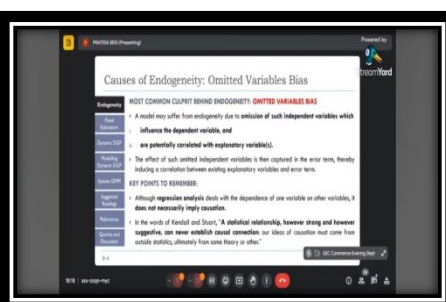 PRATEEK BEDI (Presenting)
Powered by
StreamYard
Causes of Endogeneity: Omitted Variables Bias
Endogeneity
Panel
Estimators
Dynamic DGP
Modeling
Dynamic DGP
System GMM
Suggested
Readings
References
Queries and
Discussion
MOST COMMON CULPRIT BEHIND ENDOGENEITY: OMITTED VARIABLES BIAS
A model may suffer from endogeneity due to omission of such independent variables which
i. influence the dependent variable, and
ii. are potentially correlated with explanatory variable(s).
The effect of such omitted independent variables is then captured in the error term, thereby
inducing a correlation between existing explanatory variables and error term.
KEY POINTS TO REMEMBER:
Although regression analysis deals with the dependence of one variable on other variables, it
does not necessarily imply causation.
In the words of Kendall and Stuart, "A statistical relationship, however strong and however
suggestive, can never establish causal connection: our ideas of causation must come from
outside statistics, ultimately from some theory or other."
SSC Commerce Evening Dept